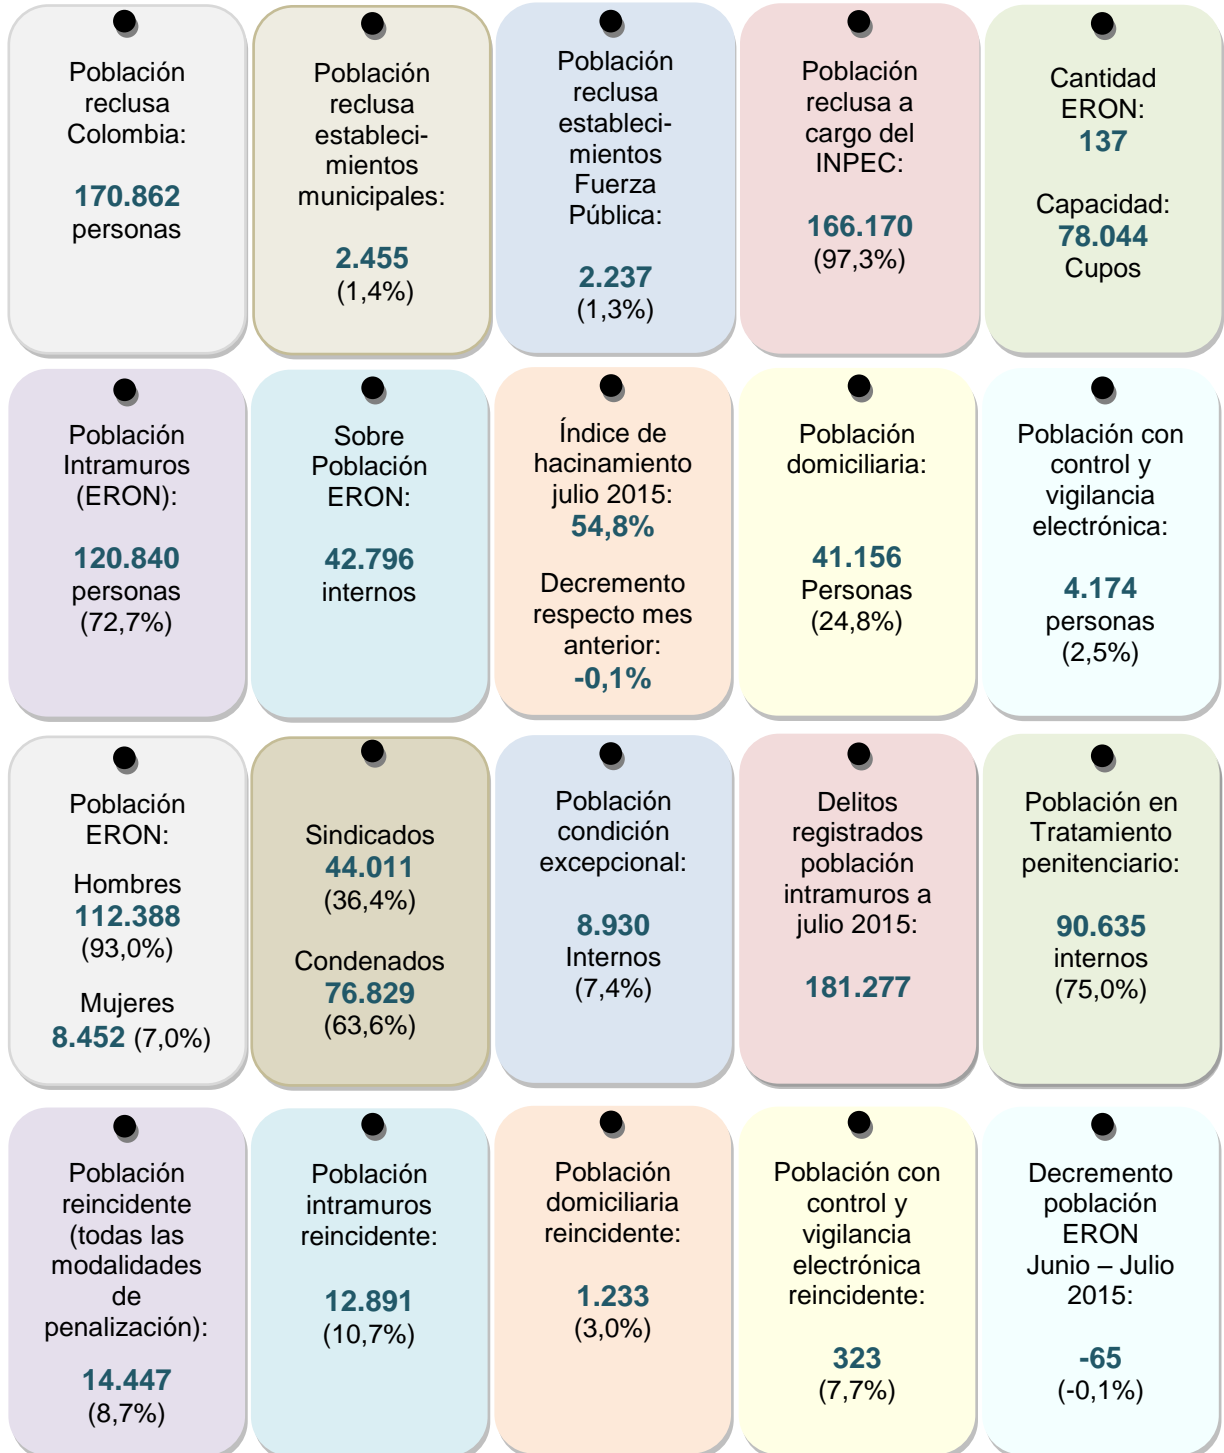 Población
reclusa
Colombia:
170.862
personas
Población
reclusa
estableci-
mientos
municipales:
2.455
(1,4%)
Población
reclusa
estableci-
mientos
Fuerza
Pública:
2.237
(1,3%)
Población
reclusa a
cargo del
INPEC:
166.170
(97,3%)
Cantidad
ERON:
137
Capacidad:
78.044
Cupos
Población
Intramuros
(ERON):
120.840
personas
(72,7%)
Sobre
Población
ERON:
42.796
internos
Índice de
hacinamiento
julio 2015:
54,8%
Decremento
respecto mes
anterior:
-0,1%
Población
domiciliaria:
41.156
Personas
(24,8%)
Población con
control y
vigilancia
electrónica:
4.174
personas
(2,5%)
Población
ERON:
Hombres
112.388
(93,0%)
Mujeres
8.452 (7,0%)
Sindicados
44.011
(36,4%)
Condenados
76.829
(63,6%)
Población
condición
excepcional:
8.930
Internos
(7,4%)
Delitos
registrados
población
intramuros a
julio 2015:
181.277
Población en
Tratamiento
penitenciario:
90.635
internos
(75,0%)
Población
reincidente
(todas las
modalidades
de
penalización):
14.447
(8,7%)
Población
intramuros
reincidente:
12.891
(10,7%)
Población
domiciliaria
reincidente:
1.233
(3,0%)
Población con
control y
vigilancia
electrónica
reincidente:
323
(7,7%)
Decremento
población
ERON
Junio – Julio
2015:
-65
(-0,1%)